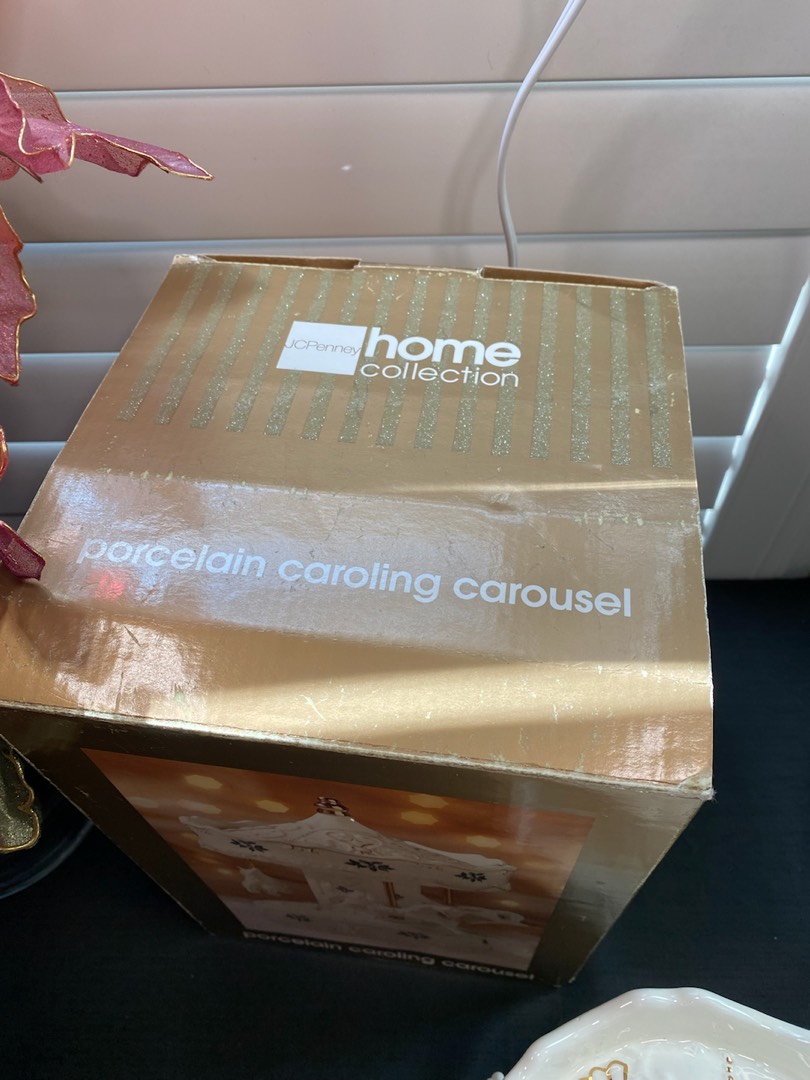 JCPenney home
collection
porcelain caroling carousel
porcelain caroling carousel